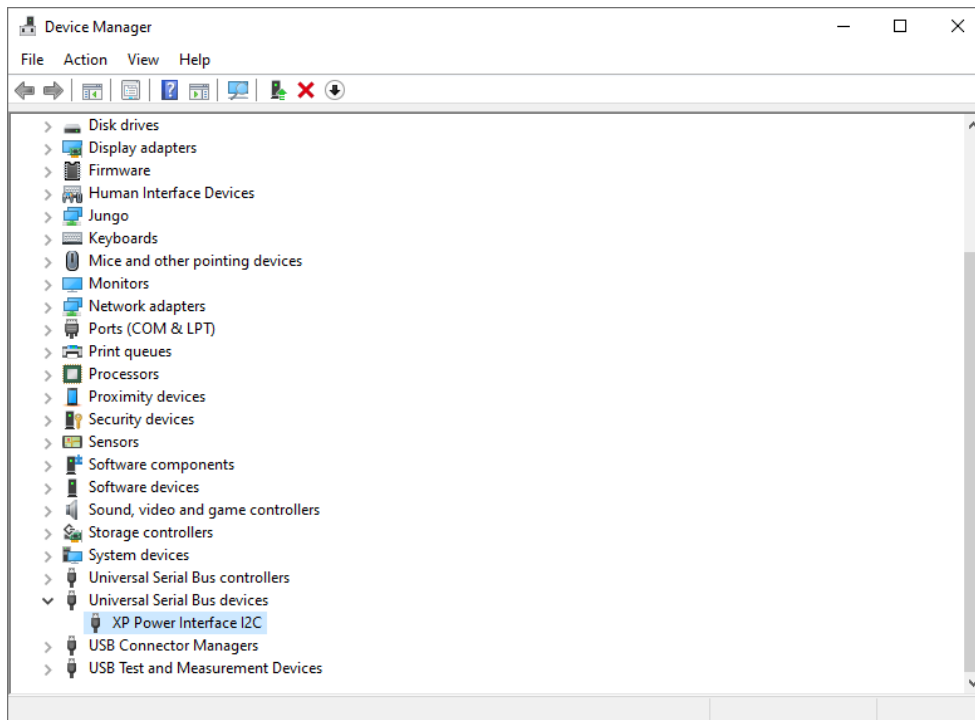 Device Manager
File Action View Help
Disk drives
Display adapters
Firmware
Human Interface Devices
Jungo
Keyboards
Mice and other pointing devices
Monitors
Network adapters
Ports (COM & LPT)
Print queues
Processors
Proximity devices
Security devices
Sensors
Software components
Software devices
Sound, video and game controllers
Storage controllers
System devices
Universal Serial Bus controllers
Universal Serial Bus devices
XP Power Interface I2C
USB Connector Managers
USB Test and Measurement Devices